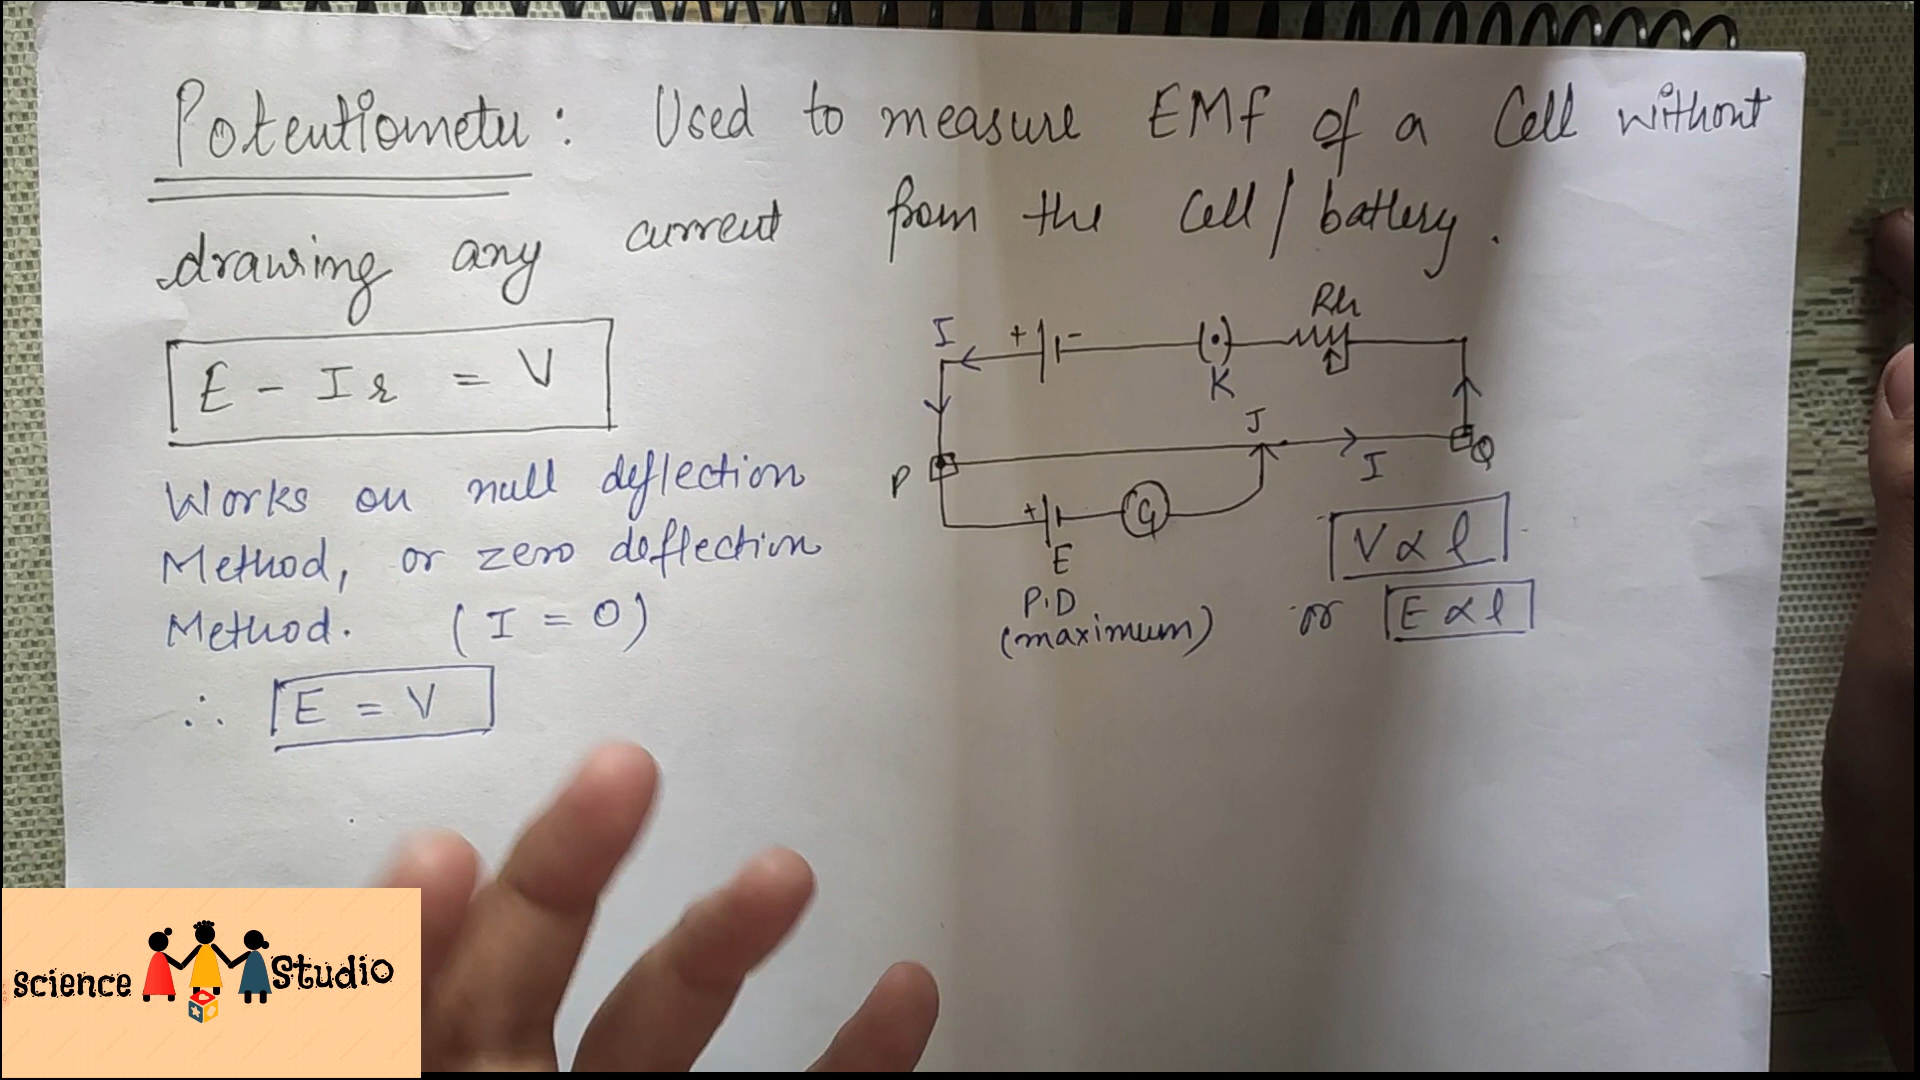 Potentiometer : Used to measure EMf of a Cell without
drawing any current from the Cell / battery.
E - Ir = V
Works on null deflection
Method, or zero deflection
Method. ( I = 0 )
∴ E = V
I + - K Rh
J
P I Q
+ G
E
P.D
(maximum)
V ∝ l
or E ∝ l
Science Studio